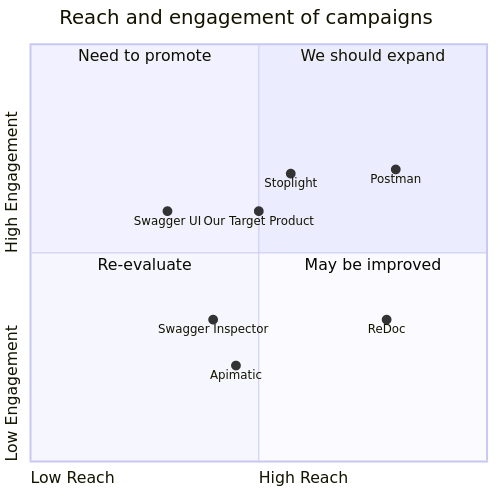 Reach and engagement of campaigns
Need to promote
We should expand
High Engagement
Stoplight
Postman
Swagger UI
Our Target Product
Re-evaluate
May be improved
Low Engagement
Swagger Inspector
ReDoc
Apimatic
Low Reach
High Reach